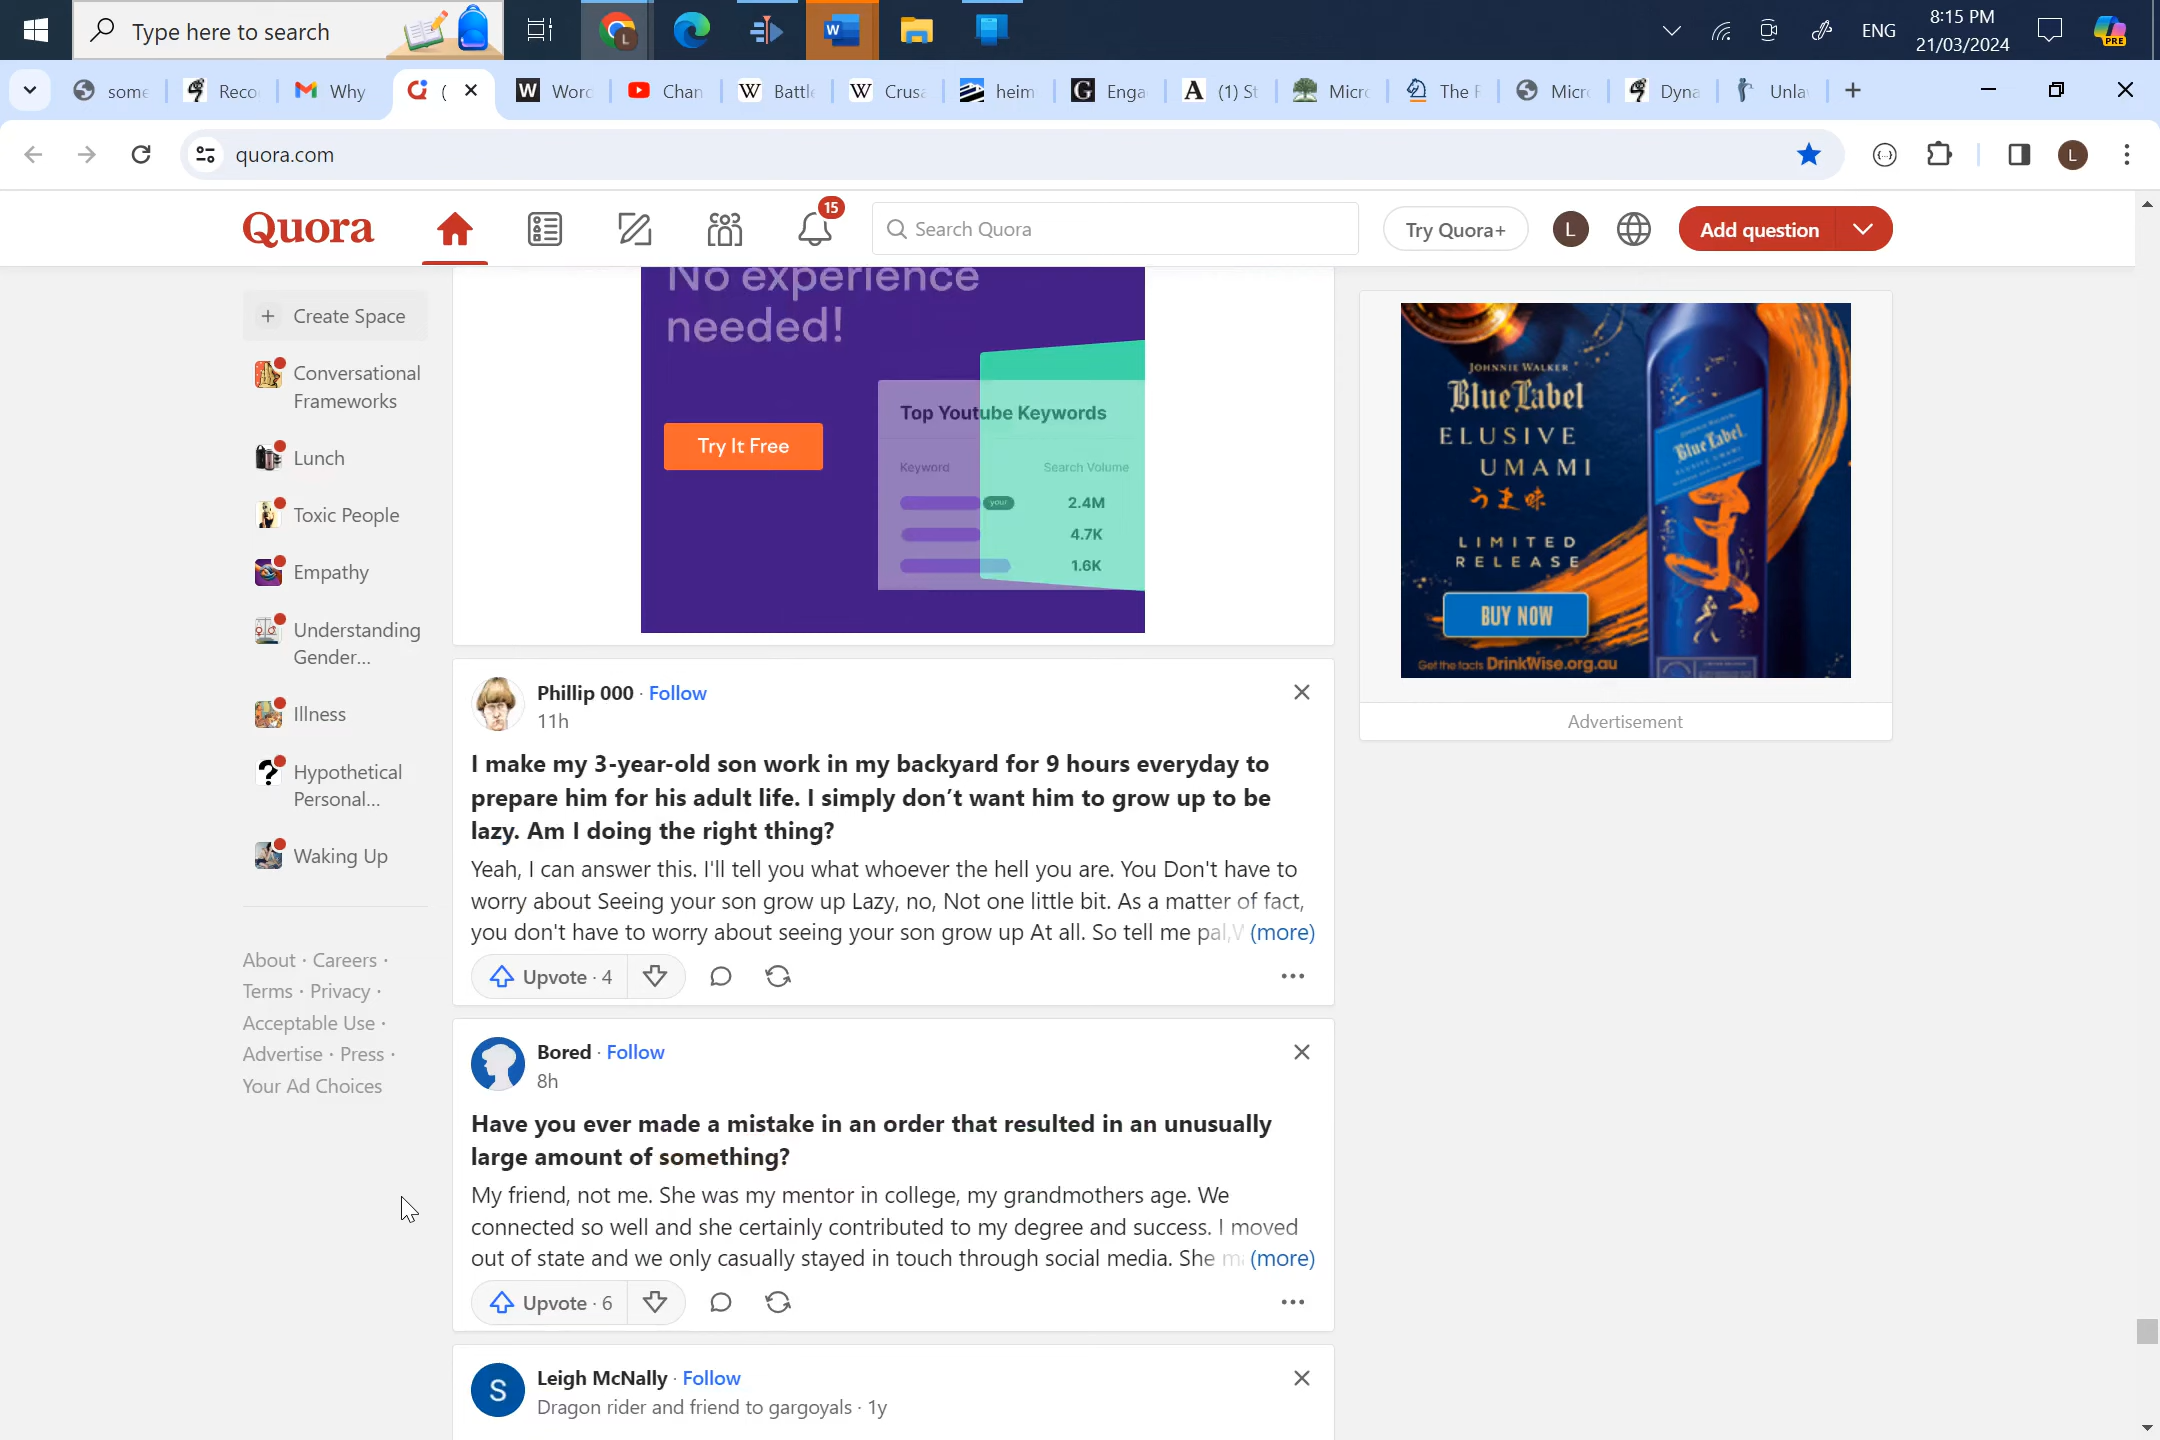 Type here to search
ENG
8:15 PM
21/03/2024
PRE
some
Reco
Why
(
Word
Chan
Battle
Crusa
heim
Enga
(1) St
Micro
The F
Micro
Dyna
Unla
quora.com
L
Quora
15
Search Quora
Try Quora+
L
Add question
Create Space
Conversational
Frameworks
Lunch
Toxic People
Empathy
Understanding
Gender...
Illness
Hypothetical
Personal...
Waking Up
About · Careers ·
Terms · Privacy ·
Acceptable Use ·
Advertise · Press ·
Your Ad Choices
No experience
needed!
Try It Free
Top Youtube Keywords
Keyword Search Volume
your 2.4M
4.7K
1.6K
Phillip 000 · Follow
11h
I make my 3-year-old son work in my backyard for 9 hours everyday to
prepare him for his adult life. I simply don’t want him to grow up to be
lazy. Am I doing the right thing?
Yeah, I can answer this. I'll tell you what whoever the hell you are. You Don't have to
worry about Seeing your son grow up Lazy, no, Not one little bit. As a matter of fact,
you don't have to worry about seeing your son grow up At all. So tell me pal,W (more)
Upvote · 4
Bored · Follow
8h
Have you ever made a mistake in an order that resulted in an unusually
large amount of something?
My friend, not me. She was my mentor in college, my grandmothers age. We
connected so well and she certainly contributed to my degree and success. I moved
out of state and we only casually stayed in touch through social media. She ma (more)
Upvote · 6
S
Leigh McNally · Follow
Dragon rider and friend to gargoyals · 1y
JOHNNIE WALKER
Blue Label
ELUSIVE
UMAMI
LIMITED
RELEASE
BUY NOW
Get the facts DrinkWise.org.au
Blue Label
Advertisement